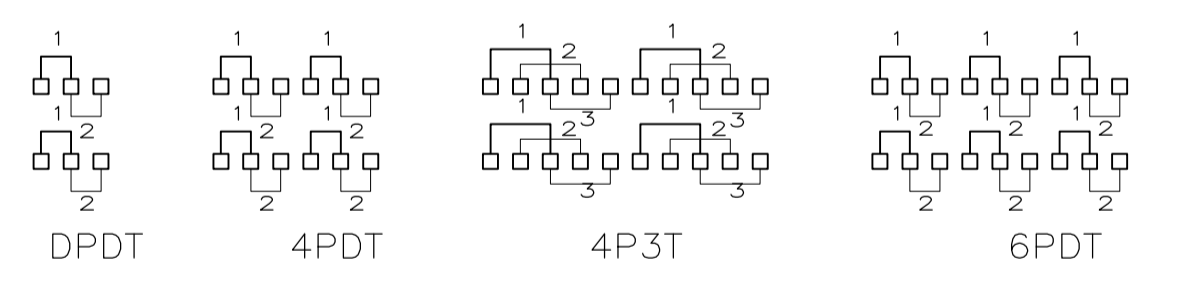 1 1 1 1 2 1 2 1 1 1
1 2 1 2 1 2 1 3 1 3 1 2 1 2 1 2
2 2 2 2 3 2 3 2 2 2
DPDT 4PDT 4P3T 6PDT